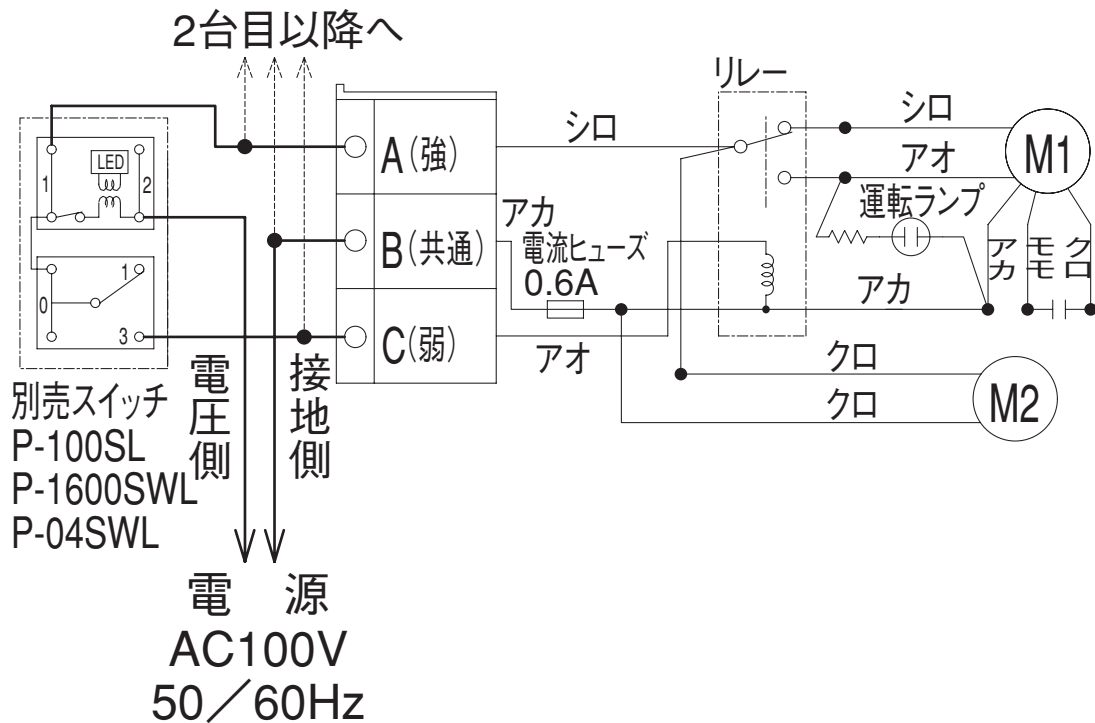 2台目以降へ
リレー
シロ
シロ
アオ
M1
LED
1
2
A(強)
運転ランプ
アカ
電流ヒューズ
0.6A
B(共通)
アカ
モモ
クロ
アカ
1
0
3
C(弱)
アオ
クロ
クロ
M2
電圧側
接地側
別売スイッチ
P-100SL
P-1600SWL
P-04SWL
電 源
AC100V
50/60Hz